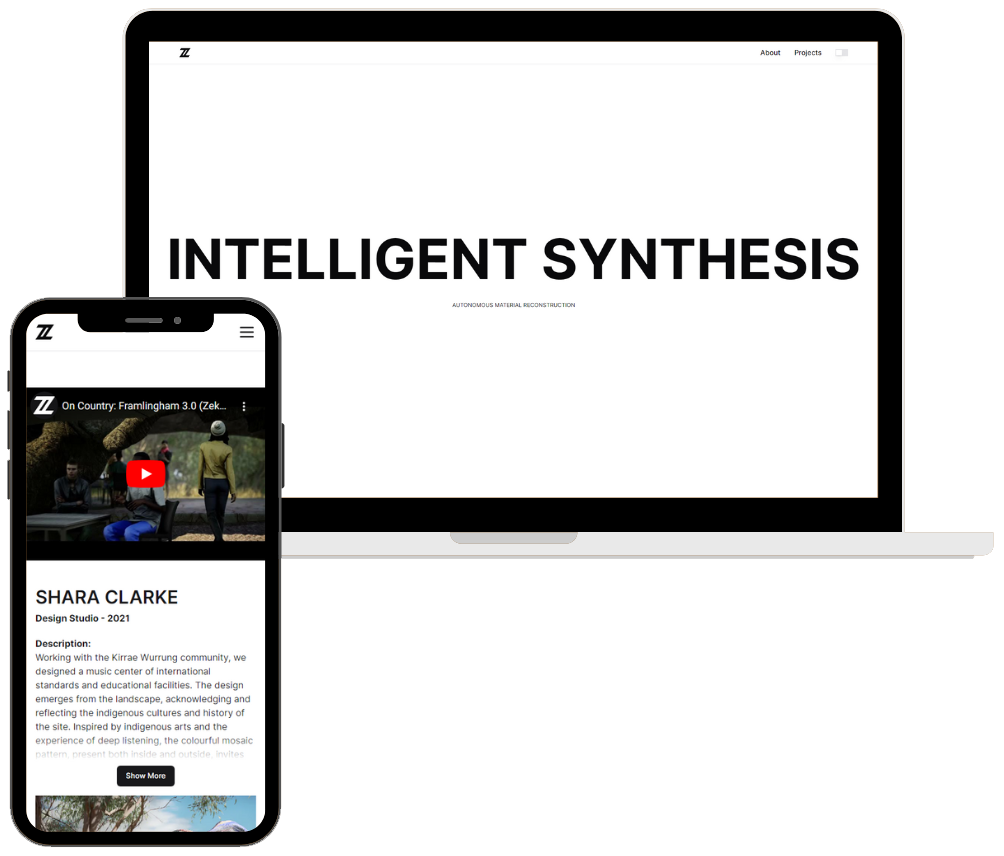 About Projects
INTELLIGENT SYNTHESIS
AUTONOMOUS MATERIAL RECONSTRUCTION
ZZ
On Country: Framlingham 3.0 (Zek...
SHARA CLARKE
Design Studio - 2021
Description:
Working with the Kirrae Wurrung community, we
designed a music center of international
standards and educational facilities. The design
emerges from the landscape, acknowledging and
reflecting the indigenous cultures and history of
the site. Inspired by indigenous arts and the
experience of deep listening, the colourful mosaic
pattern, present both inside and outside, invites
Show More